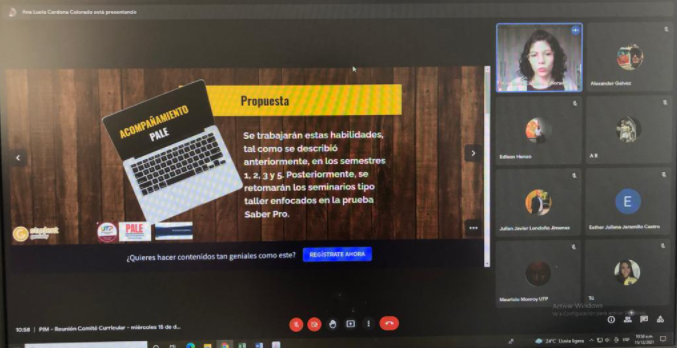 Ana Lucia Cardona Colorado está presentando
Propuesta
ACOMPAÑAMIENTO
PALE
Se trabajarán estas habilidades,
tal como se describió
anteriormente, en los semestres
1, 2, 3 y 5. Posteriormente, se
retomarán los seminarios tipo
taller enfocados en la prueba
Saber Pro.
UTP
PALE
¿Quieres hacer contenidos tan geniales como este?
REGÍSTRATE AHORA
Alexander Galvez
Edison Henao
A R
Julian Javier Londoño Jimenez
E
Esther Juliana Jaramillo Castro
Mauricio Monroy UTP
Tú
Activar Windows
10:58 | PIM - Reunión Comité Curricular - miércoles 15 de d...
24°C Lluvia ligera
ESP
10:58 a.m.
15/12/2021